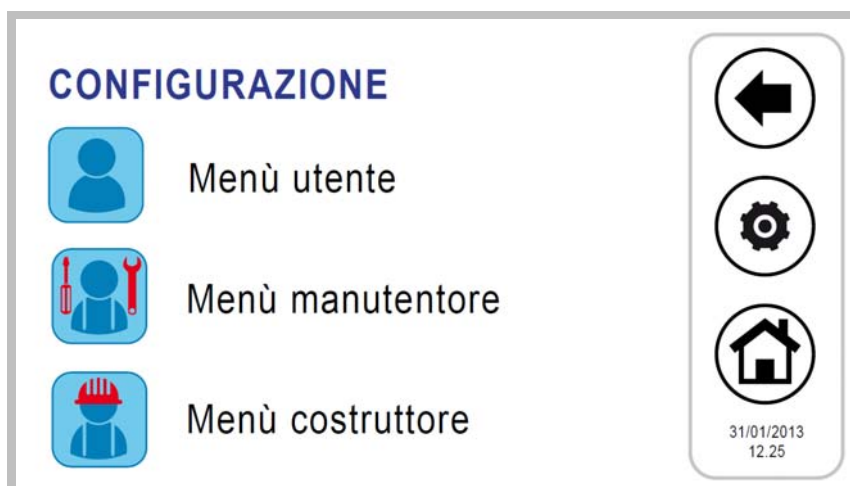 CONFIGURAZIONE
Menù utente
Menù manutentore
Menù costruttore
31/01/2013
12.25